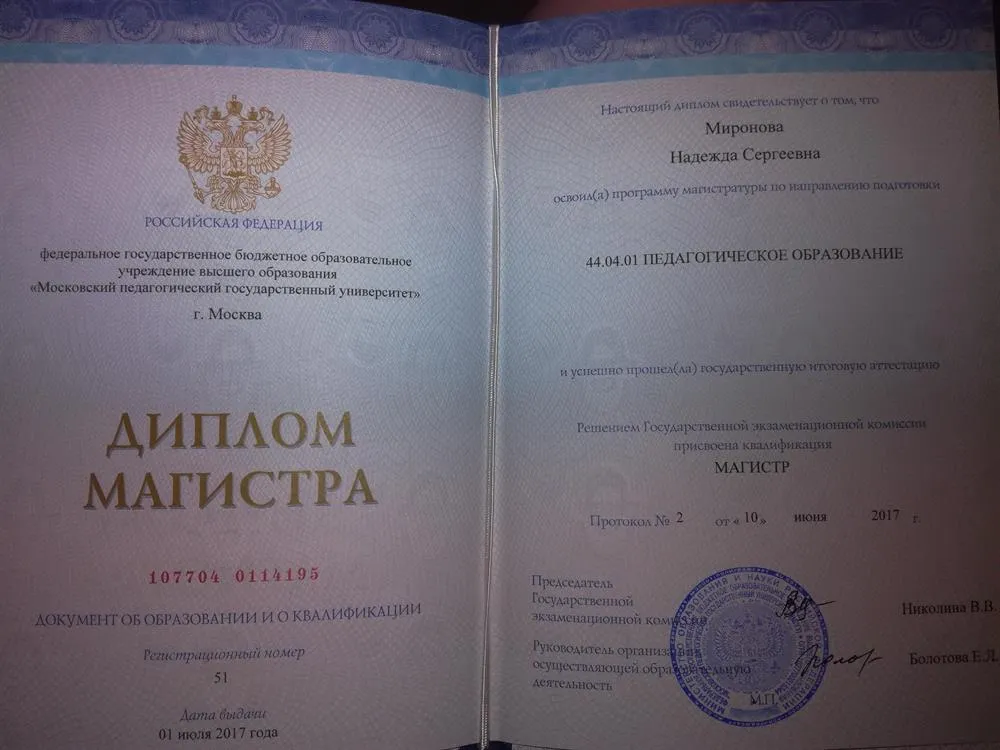 РОССИЙСКАЯ ФЕДЕРАЦИЯ
федеральное государственное бюджетное образовательное
учреждение высшего образования
«Московский педагогический государственный университет»
г. Москва
ДИПЛОМ
МАГИСТРА
107704 0114195
ДОКУМЕНТ ОБ ОБРАЗОВАНИИ И О КВАЛИФИКАЦИИ
Регистрационный номер
51
Дата выдачи
01 июля 2017 года
Настоящий диплом свидетельствует о том, что
Миронова
Надежда Сергеевна
освоил(а) программу магистратуры по направлению подготовки
44.04.01 ПЕДАГОГИЧЕСКОЕ ОБРАЗОВАНИЕ
и успешно прошел(ла) государственную итоговую аттестацию
Решением Государственной экзаменационной комиссии
присвоена квалификация
МАГИСТР
Протокол № 2 от « 10 » июня 2017 г.
Председатель
Государственной
экзаменационной комиссии
Николина В.В.
Руководитель организации,
осуществляющей образовательную
деятельность
Болотова Е.Л.
М.П.